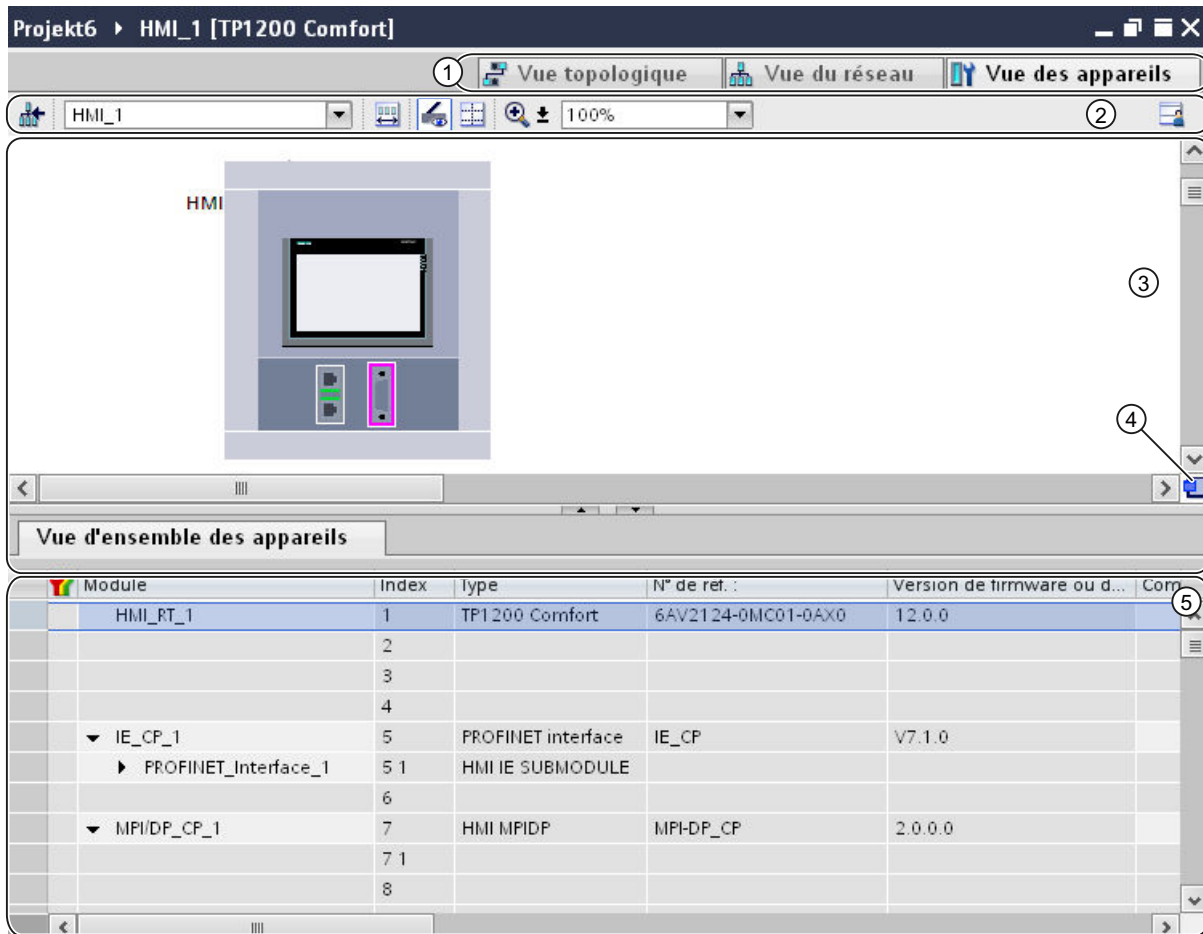 Projekt6 ▸ HMI_1 [TP1200 Comfort]
1 Vue topologique Vue du réseau Vue des appareils
HMI_1 100% 2
HMI
3
4
Vue d'ensemble des appareils
Module Index Type N° de réf. : Version de firmware ou d... Com
5
HMI_RT_1 1 TP1200 Comfort 6AV2124-0MC01-0AX0 12.0.0
2
3
4
IE_CP_1 5 PROFINET interface IE_CP V7.1.0
PROFINET_Interface_1 5 1 HMI IE SUBMODULE
6
MPI/DP_CP_1 7 HMI MPIDP MPI-DP_CP 2.0.0.0
7 1
8